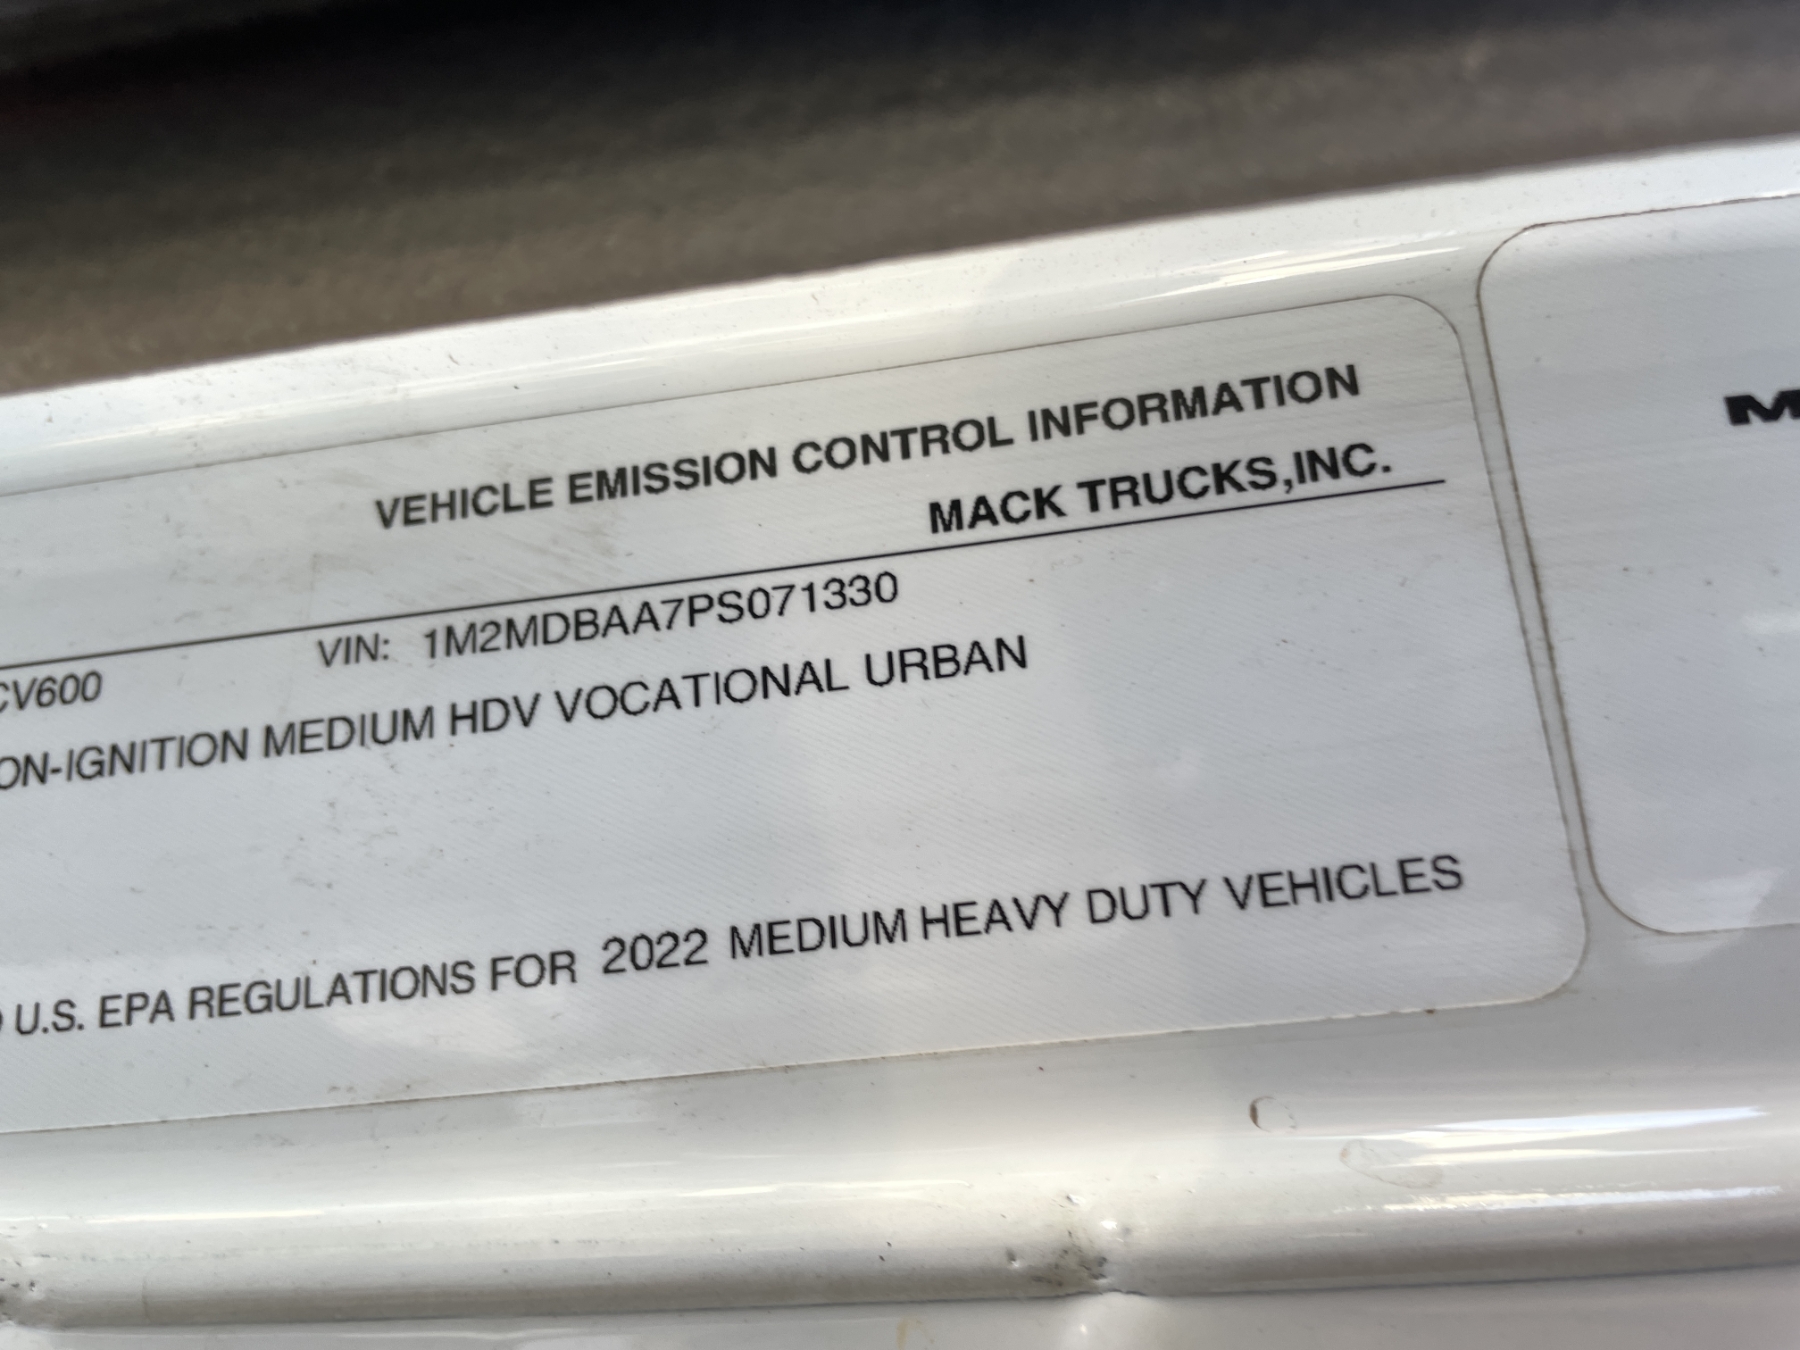 VEHICLE EMISSION CONTROL INFORMATION
MACK TRUCKS,INC.
CV600 VIN: 1M2MDBAA7PS071330
ON-IGNITION MEDIUM HDV VOCATIONAL URBAN
U.S. EPA REGULATIONS FOR 2022 MEDIUM HEAVY DUTY VEHICLES
M